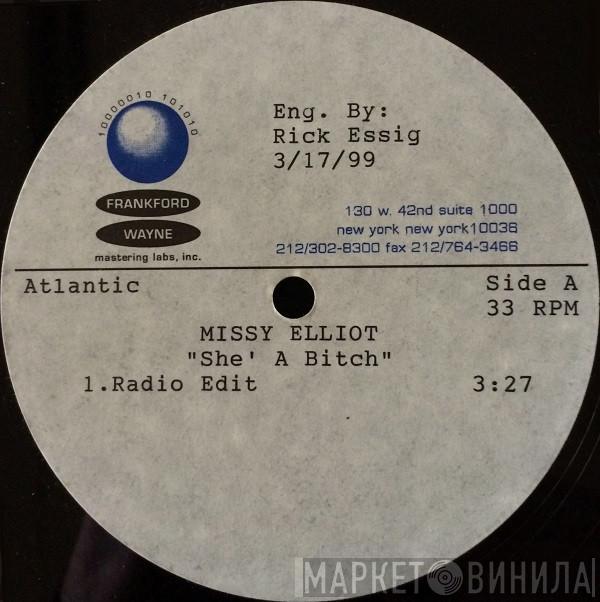 10000010 101010
FRANKFORD
WAYNE
mastering labs, inc.
Eng. By:
Rick Essig
3/17/99
130 w. 42nd suite 1000
new york new york10036
212/302-8300 fax 212/764-3466
Atlantic
Side A
33 RPM
MISSY ELLIOT
"She' A Bitch"
1.Radio Edit 3:27
МАРКЕТ ВИНИЛА